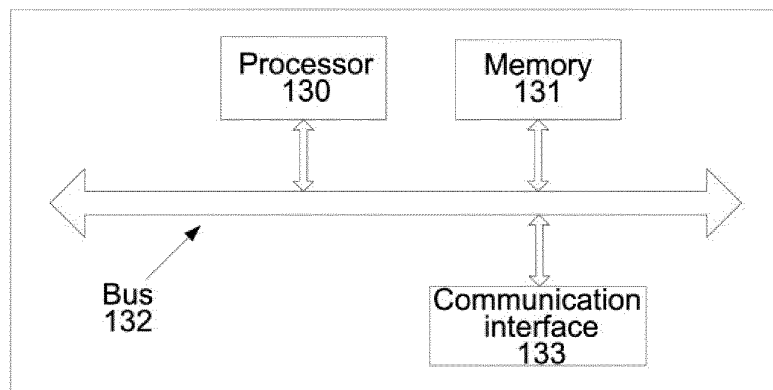 Processor
130
Memory
131
Bus
132
Communication
interface
133